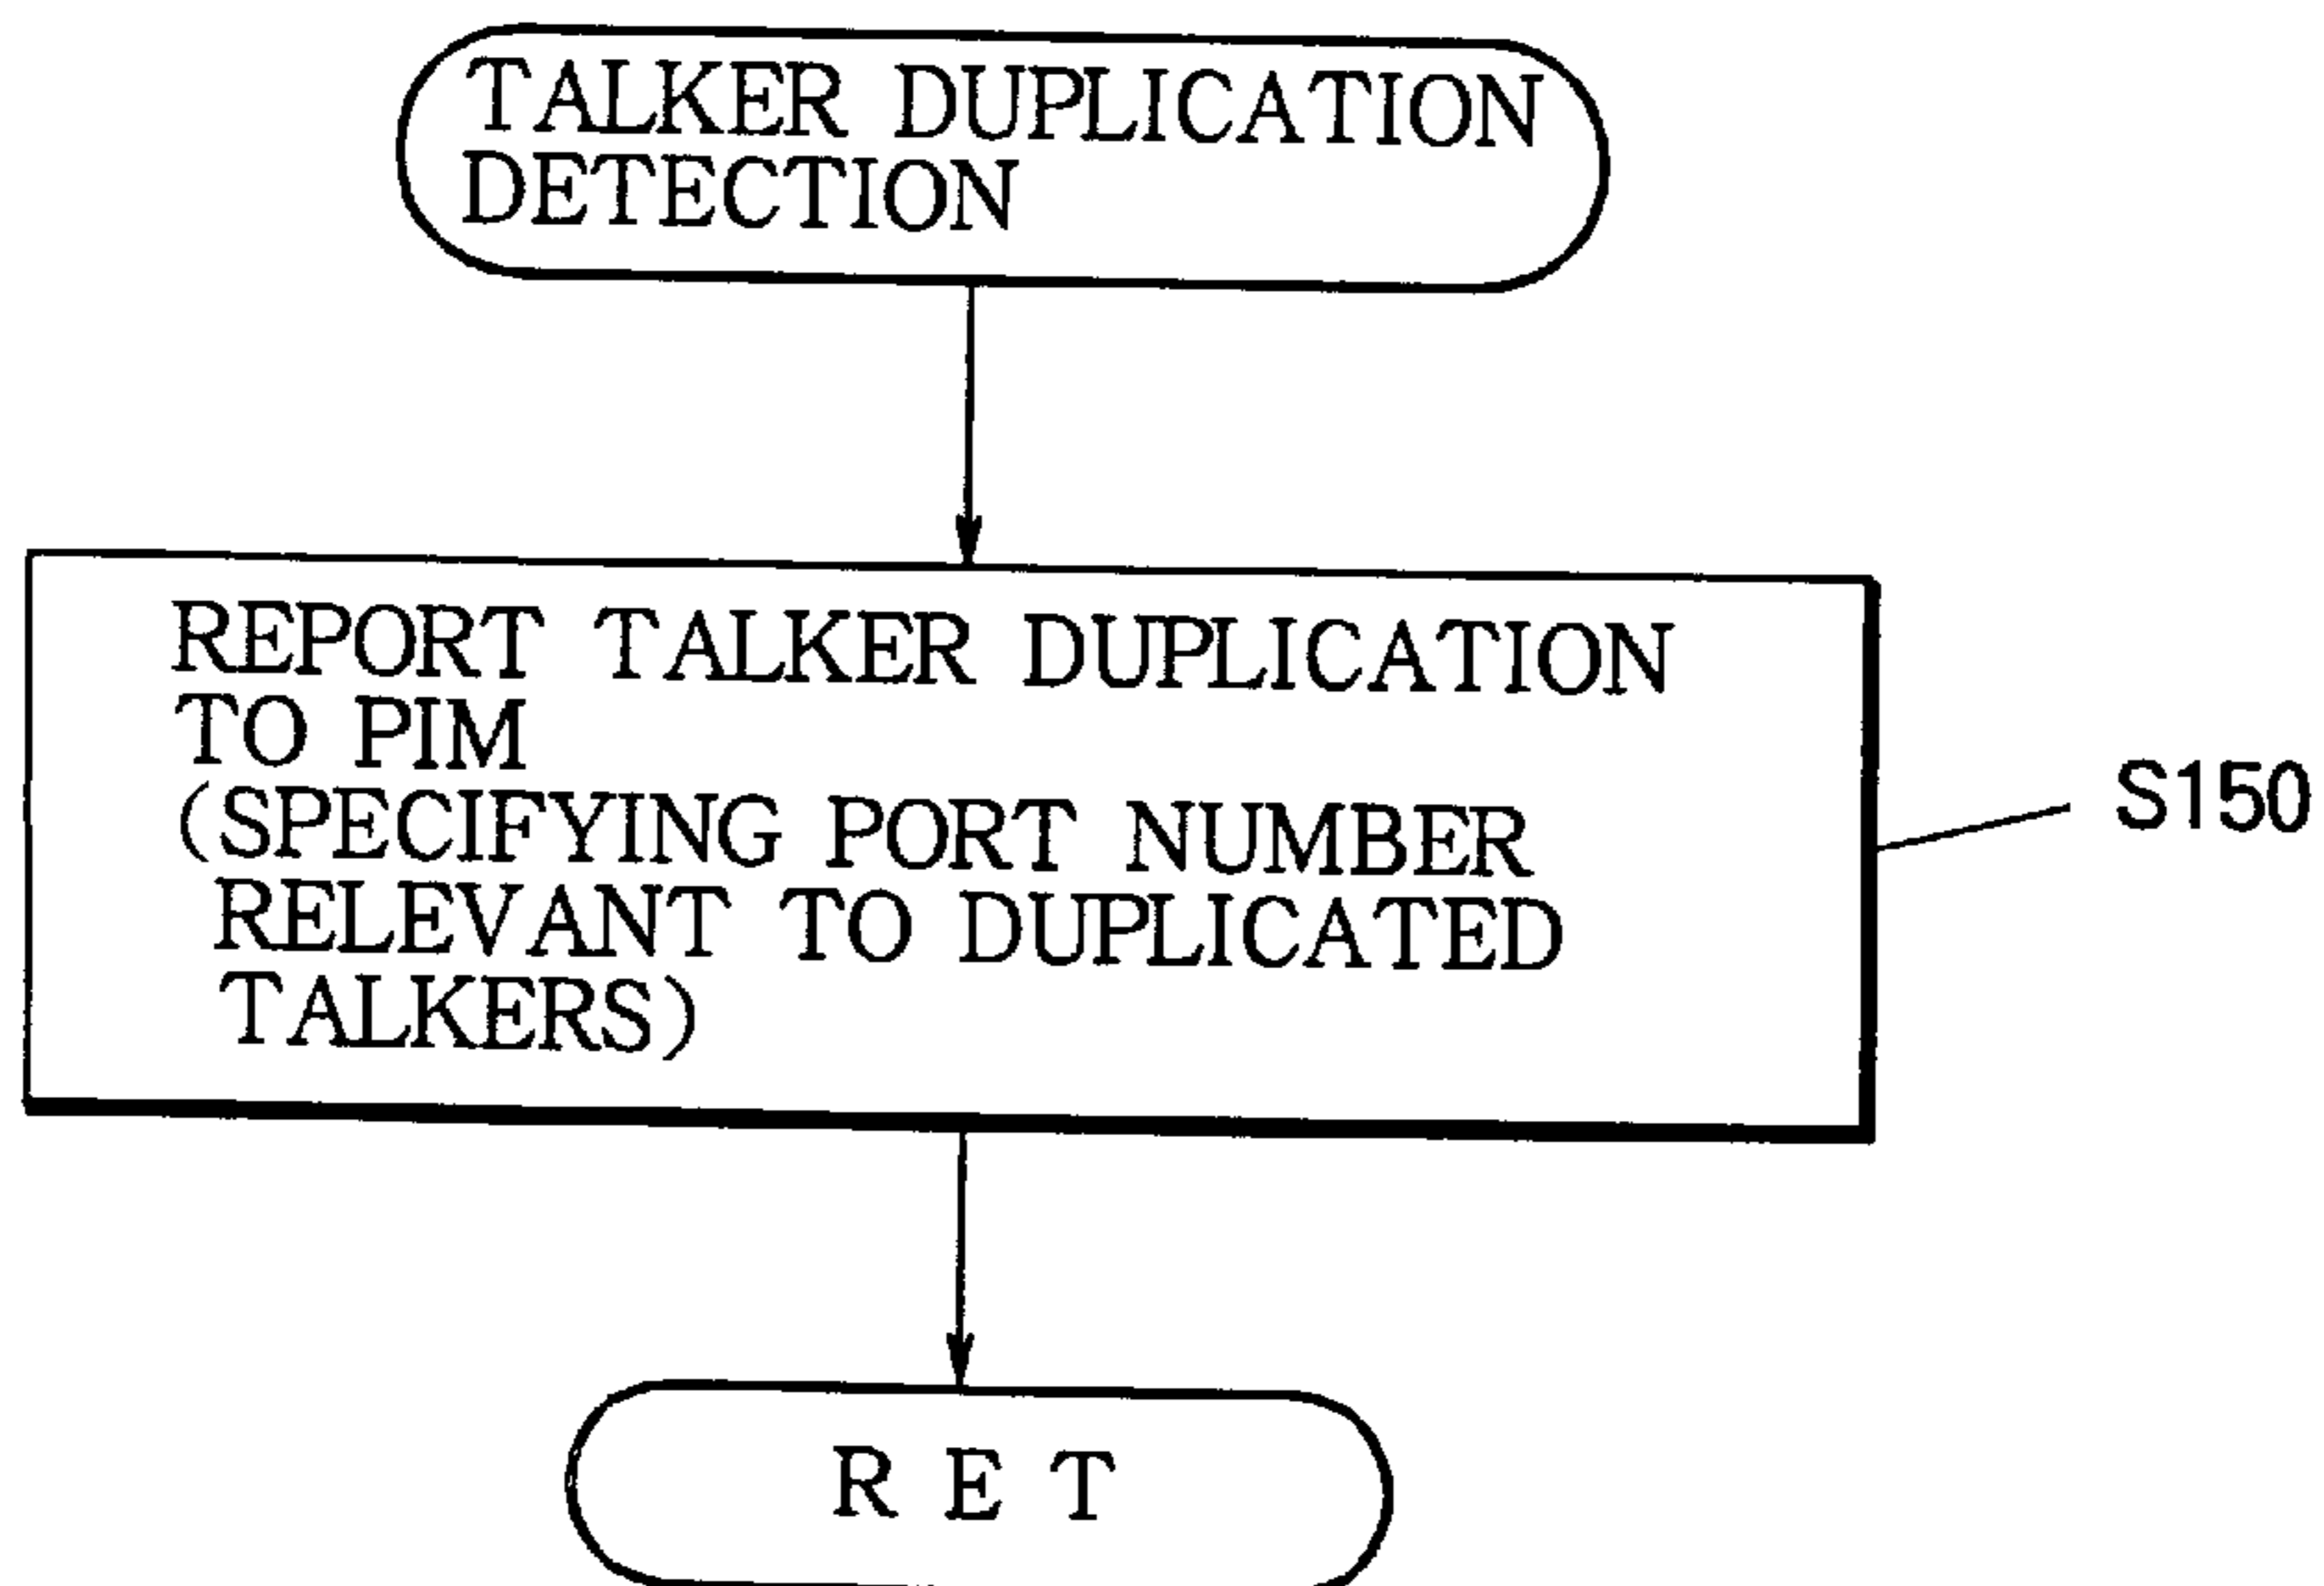 TALKER DUPLICATION
DETECTION
REPORT TALKER DUPLICATION
TO PIM
(SPECIFYING PORT NUMBER
RELEVANT TO DUPLICATED
TALKERS)
S150
R E T